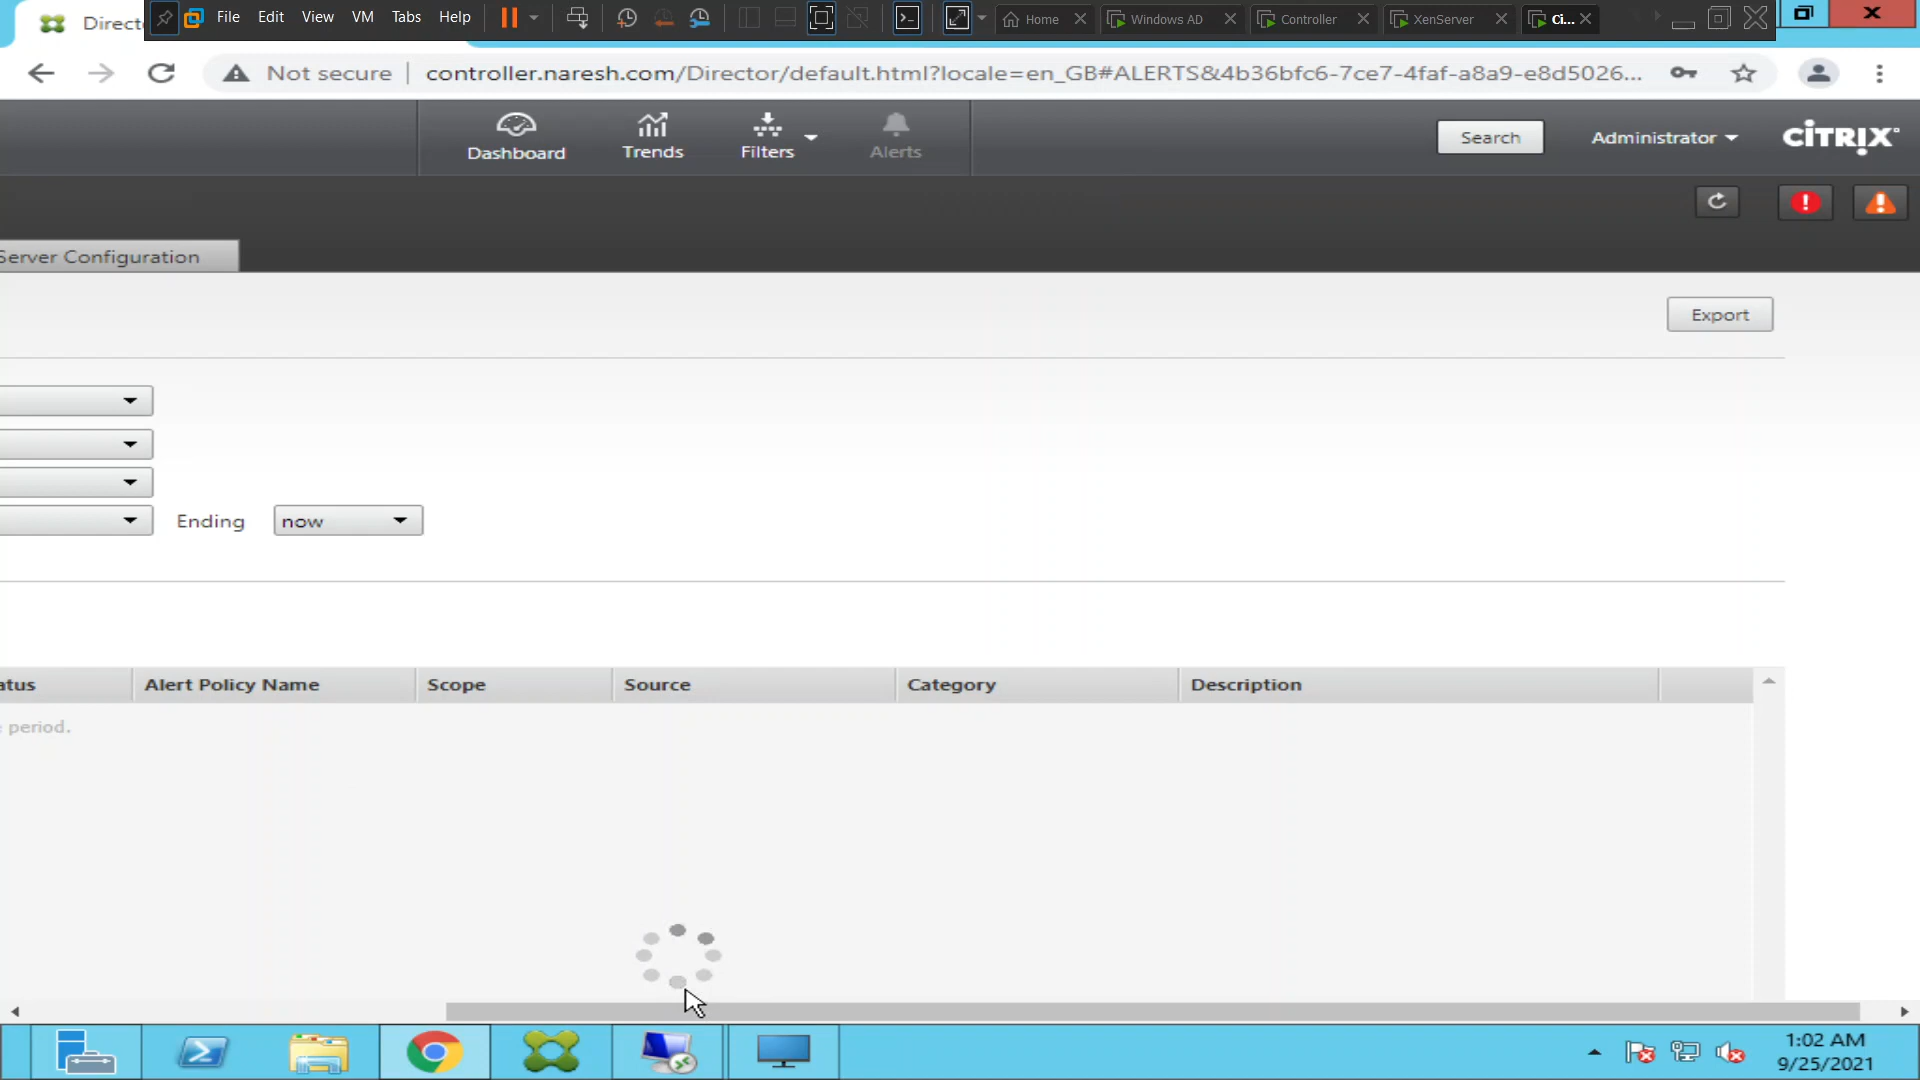 Direct
File Edit View VM Tabs Help
Home
Windows AD
Controller
XenServer
Ci...
Not secure
controller.naresh.com/Director/default.html?locale=en_GB#ALERTS&4b36bfc6-7ce7-4faf-a8a9-e8d5026...
Dashboard
Trends
Filters
Alerts
Search
Administrator
CİTRIX
Server Configuration
Export
Ending
now
atus
Alert Policy Name
Scope
Source
Category
Description
period.
1:02 AM
9/25/2021